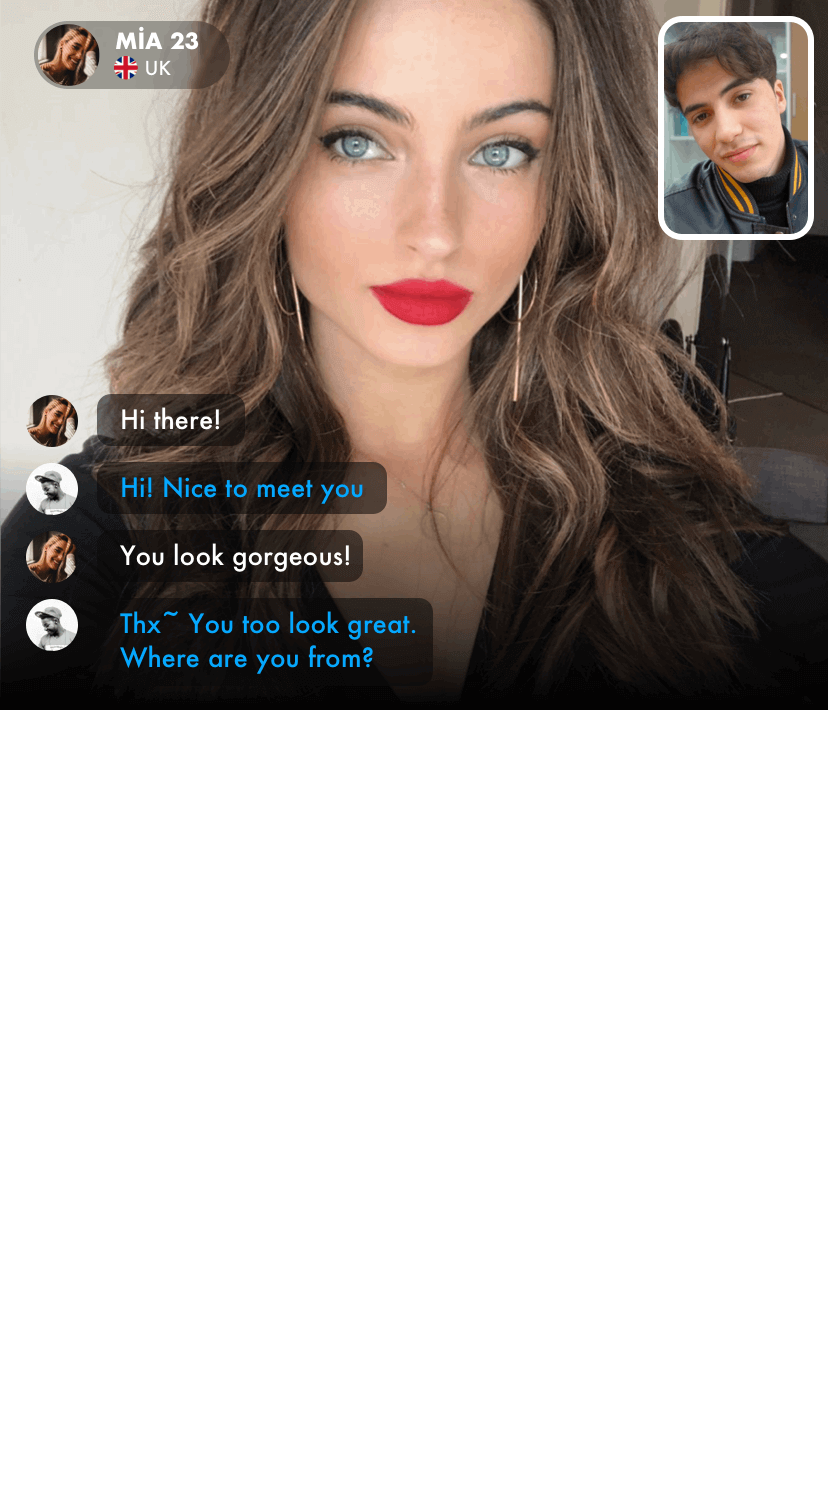 MİA 23
UK
Hi there!
Hi! Nice to meet you
You look gorgeous!
Thx~ You too look great.
Where are you from?